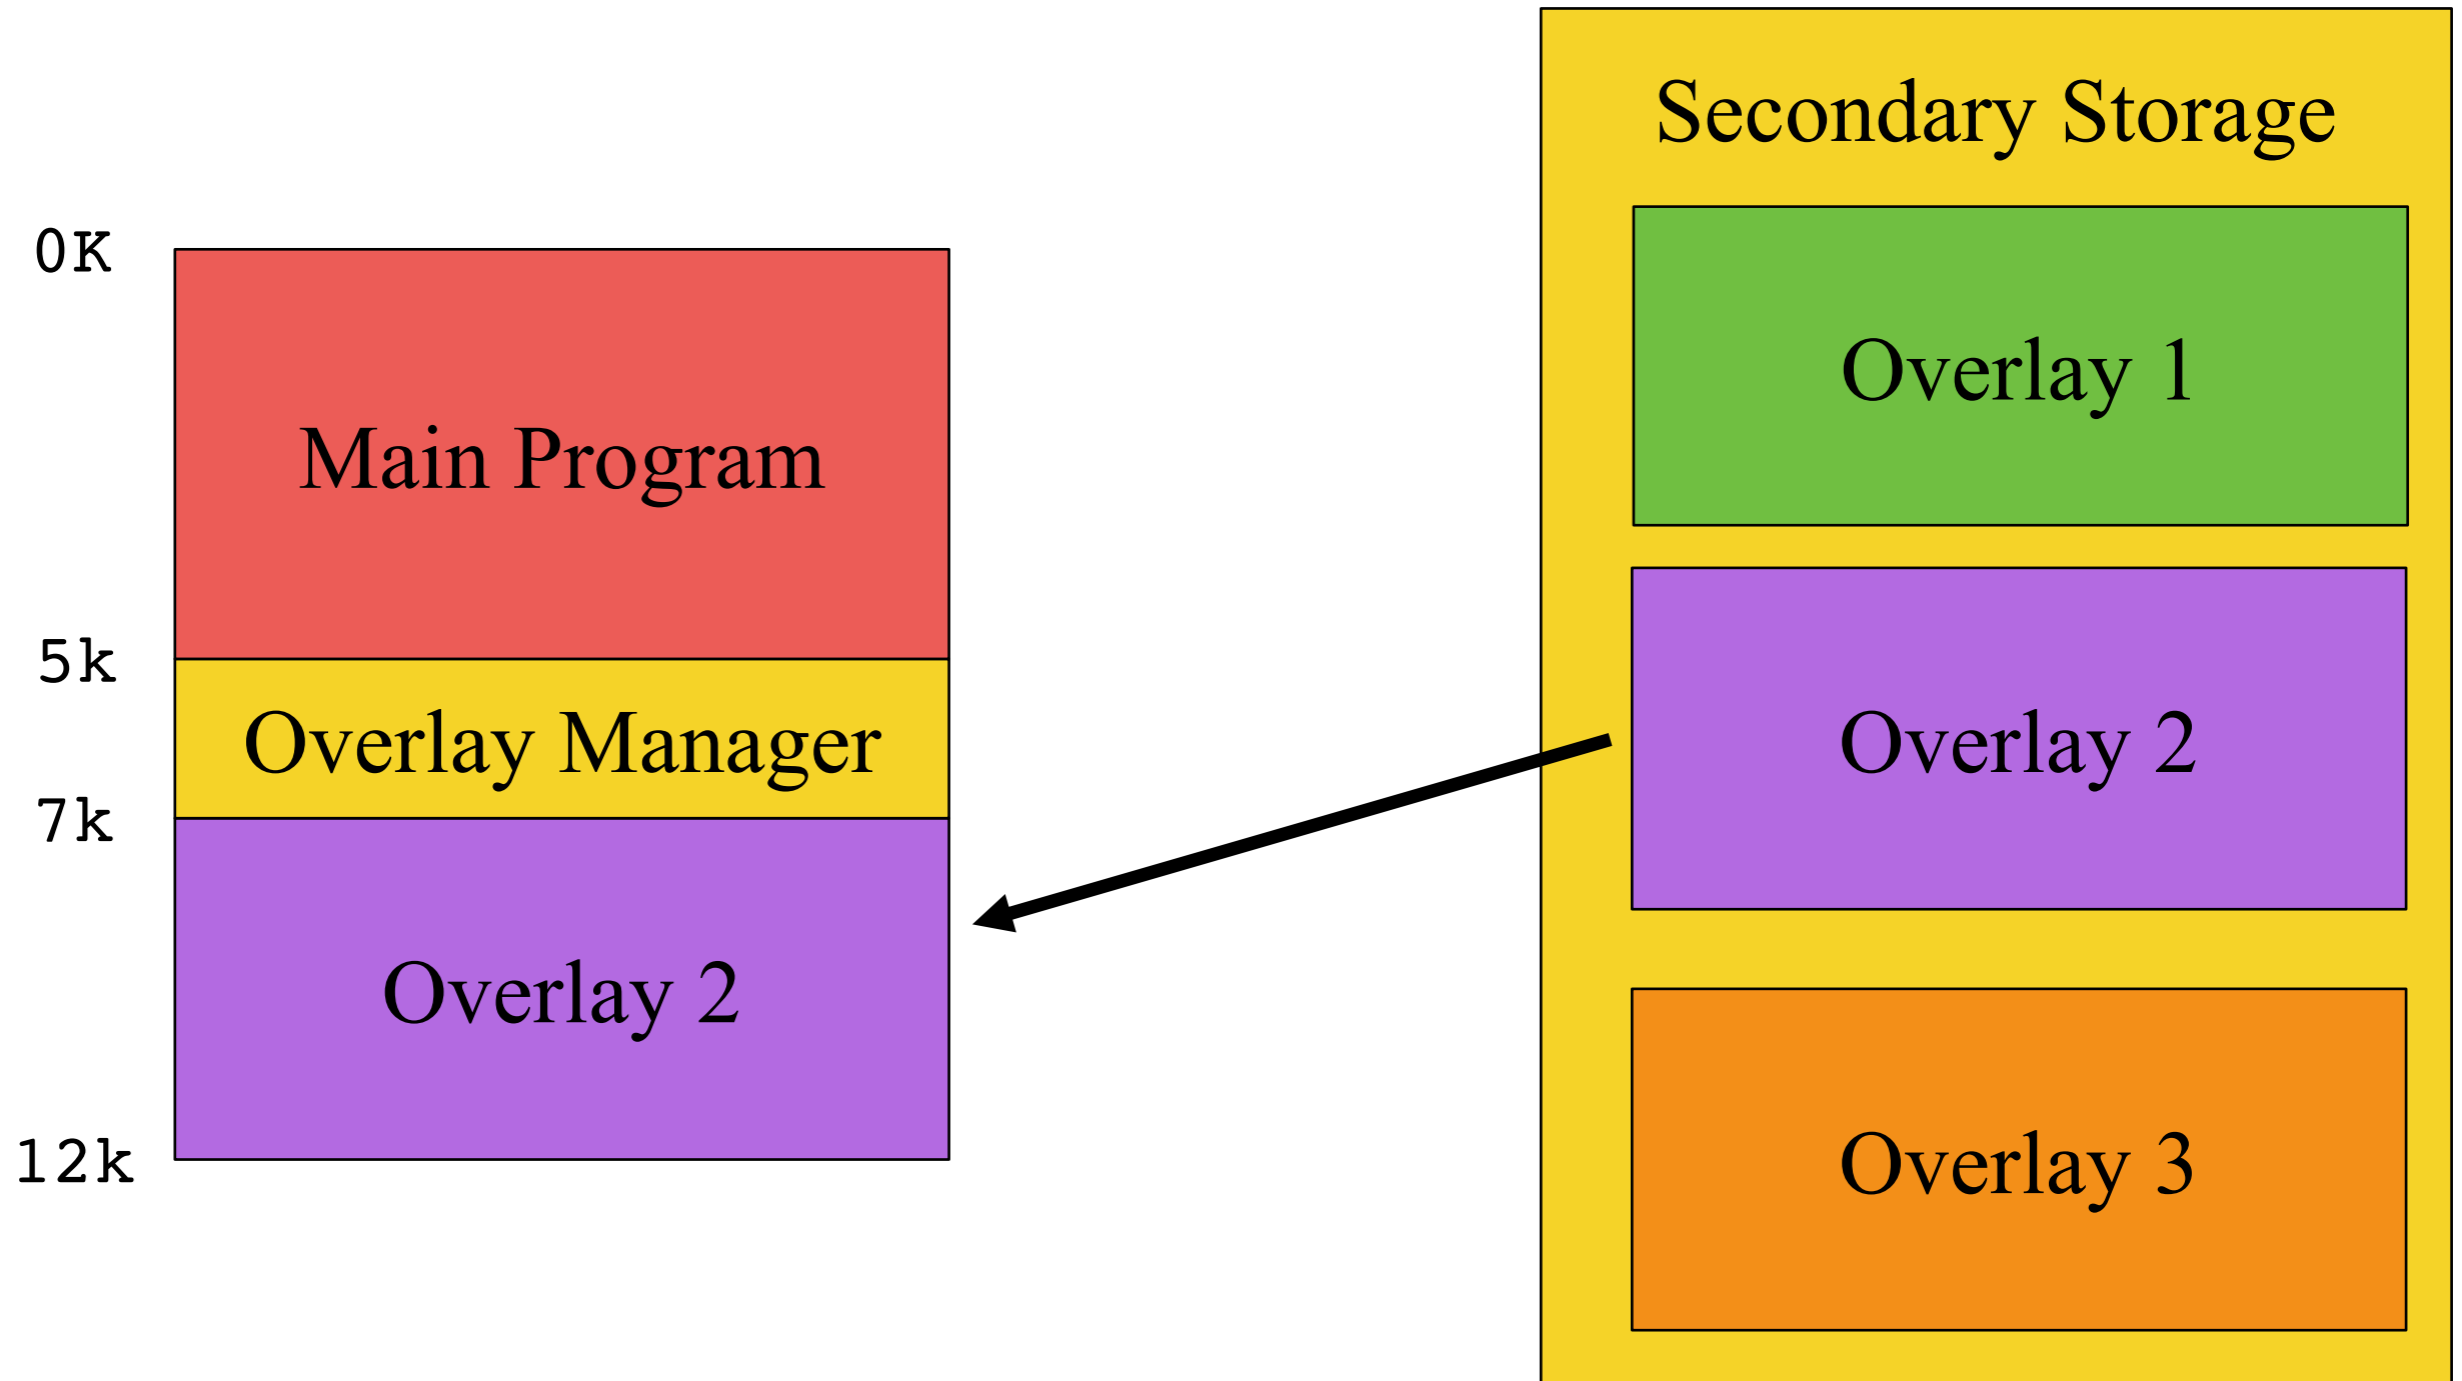 0K
Main Program
5k
Overlay Manager
7k
Overlay 2
12k
Secondary Storage
Overlay 1
Overlay 2
Overlay 3